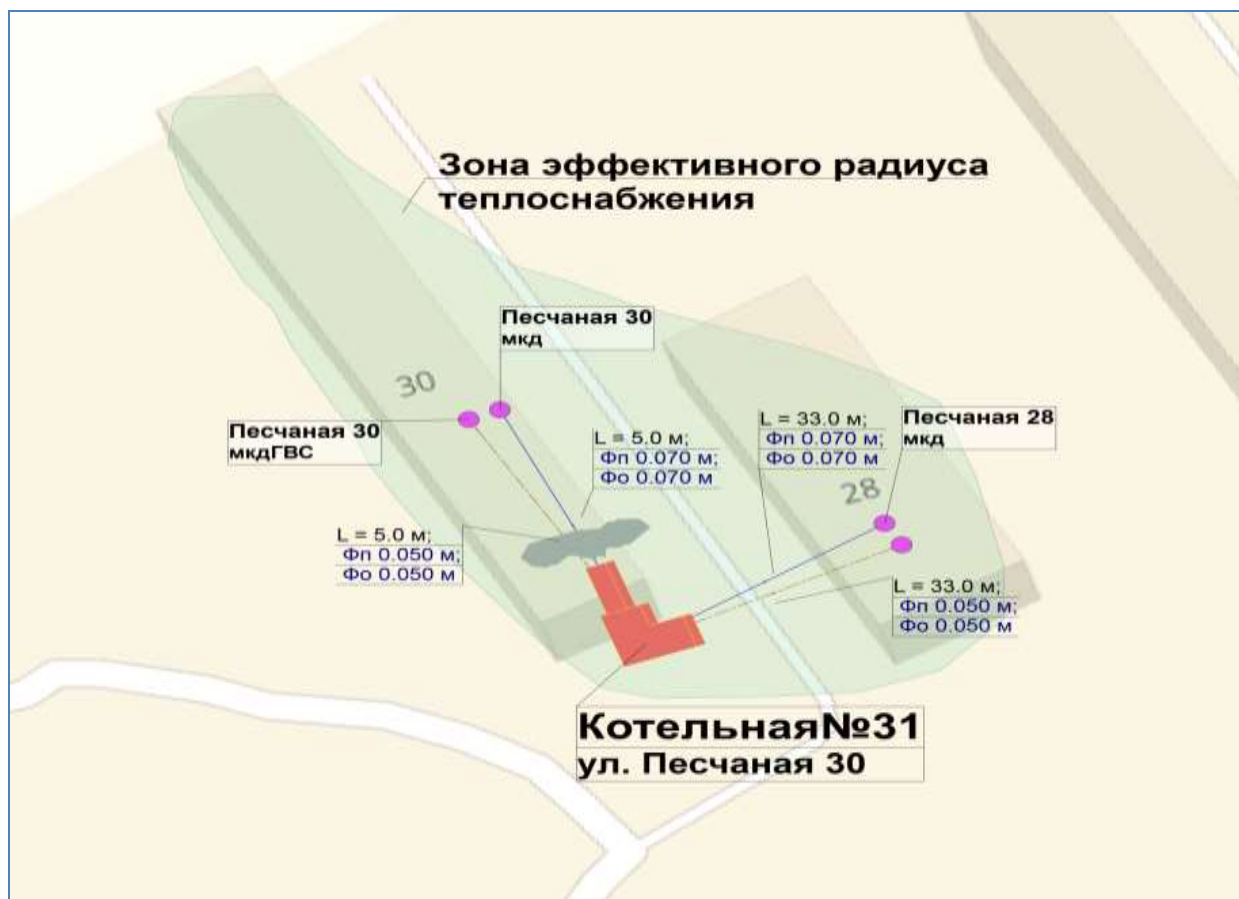 Зона эффективного радиуса
теплоснабжения
Песчаная 30
мкд
30
Песчаная 30
мкдГВС
L = 5.0 м;
Фп 0.070 м;
Фо 0.070 м
L = 33.0 м;
Фп 0.070 м;
Фо 0.070 м
Песчаная 28
мкд
28
L = 5.0 м;
Фп 0.050 м;
Фо 0.050 м
L = 33.0 м;
Фп 0.050 м;
Фо 0.050 м
Котельная№31
ул. Песчаная 30